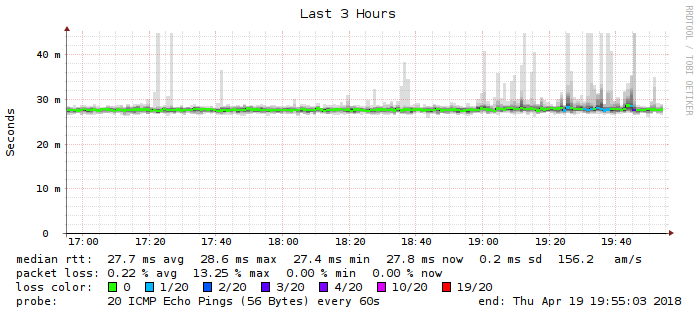 Last 3 Hours
RRDTOOL / TOBI OETIKER
Seconds
40 m
30 m
20 m
10 m
0
17:00 17:20 17:40 18:00 18:20 18:40 19:00 19:20 19:40
median rtt: 27.7 ms avg 28.6 ms max 27.4 ms min 27.8 ms now 0.2 ms sd 156.2 am/s
packet loss: 0.22 % avg 13.25 % max 0.00 % min 0.00 % now
loss color: 0 1/20 2/20 3/20 4/20 10/20 19/20
probe: 20 ICMP Echo Pings (56 Bytes) every 60s end: Thu Apr 19 19:55:03 2018